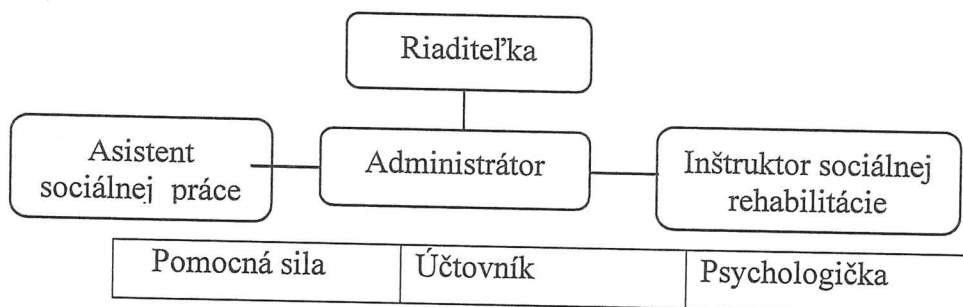 Riaditeľka
Asistent
sociálnej práce
Administrátor
Inštruktor sociálnej
rehabilitácie
Pomocná sila
Účtovník
Psychologička